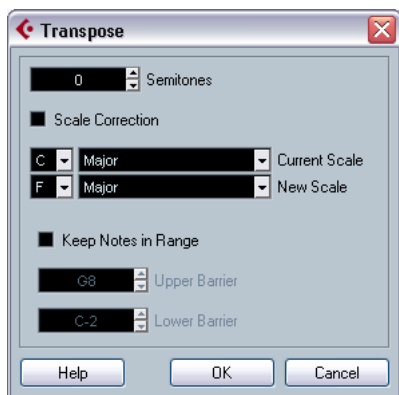 Transpose
0 Semitones
Scale Correction
C Major Current Scale
F Major New Scale
Keep Notes in Range
G8 Upper Barrier
C-2 Lower Barrier
Help OK Cancel